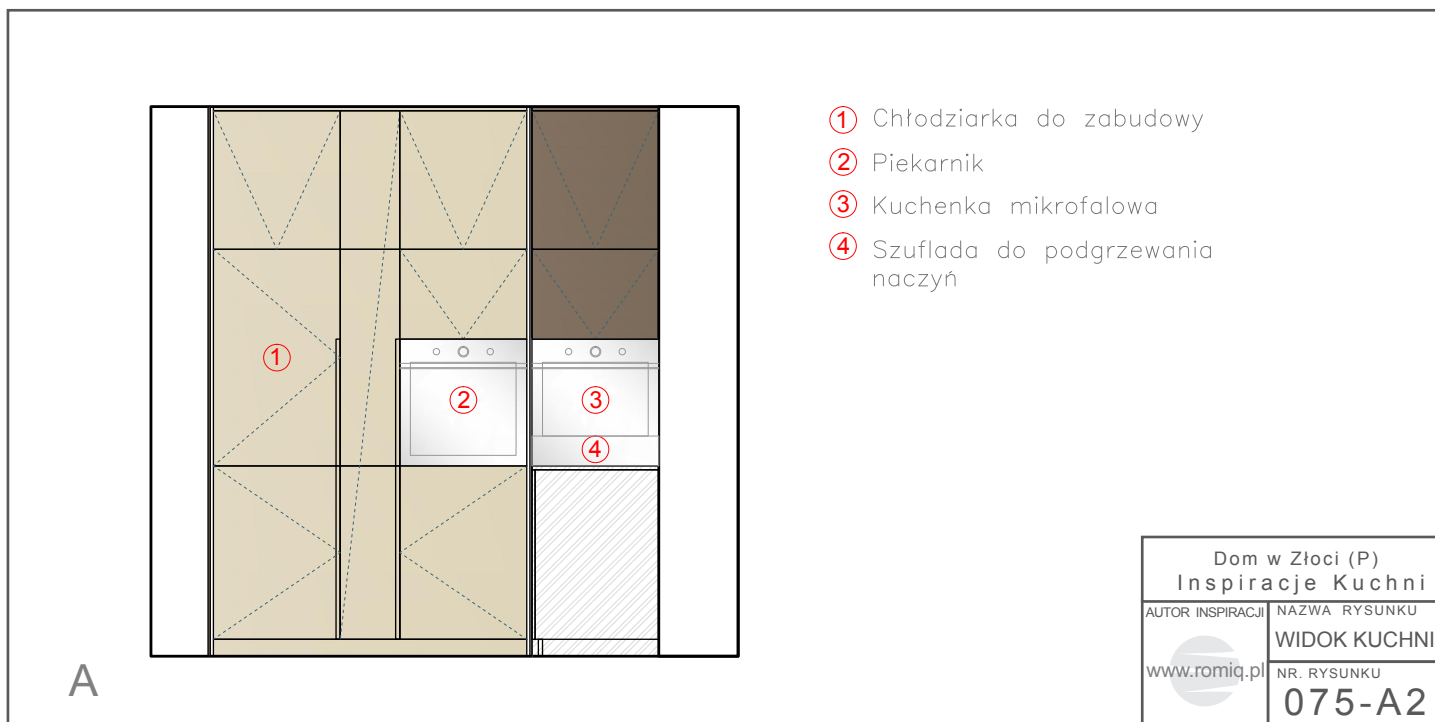 1 Chłodziarka do zabudowy
2 Piekarnik
3 Kuchenka mikrofalowa
4 Szuflada do podgrzewania
naczyń
1
2
3
4
A
Dom w Złoci (P)
Inspiracje Kuchni
AUTOR INSPIRACJI
www.romiq.pl
NAZWA RYSUNKU
WIDOK KUCHNI
NR. RYSUNKU
075-A2